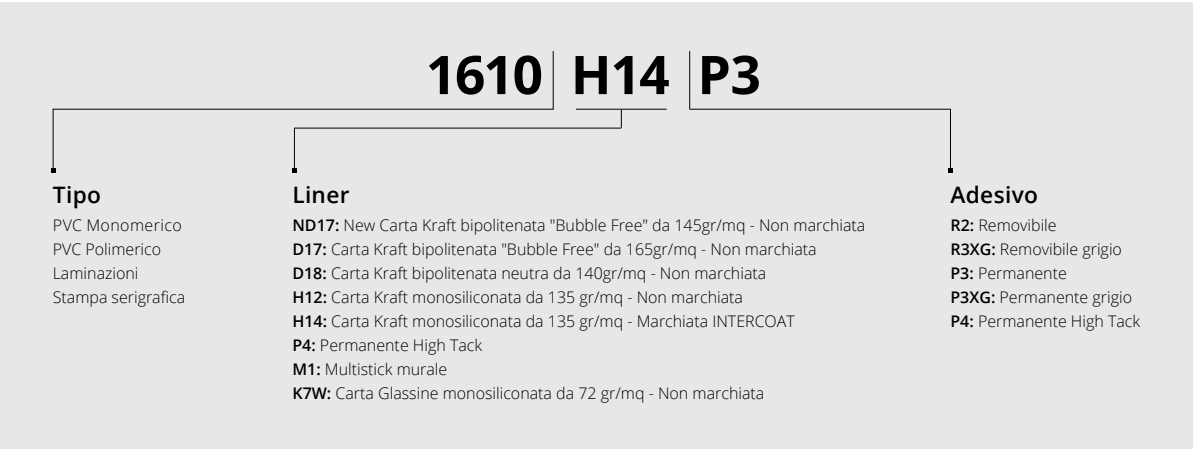 1610 H14 P3
Tipo
PVC Monomerico
PVC Polimerico
Laminazioni
Stampa serigrafica
Liner
ND17: New Carta Kraft bipolitenata "Bubble Free" da 145gr/mq - Non marchiata
D17: Carta Kraft bipolitenata "Bubble Free" da 165gr/mq - Non marchiata
D18: Carta Kraft bipolitenata neutra da 140gr/mq - Non marchiata
H12: Carta Kraft monosiliconata da 135 gr/mq - Non marchiata
H14: Carta Kraft monosiliconata da 135 gr/mq - Marchiata INTERCOAT
P4: Permanente High Tack
M1: Multistick murale
K7W: Carta Glassine monosiliconata da 72 gr/mq - Non marchiata
Adesivo
R2: Removibile
R3XG: Removibile grigio
P3: Permanente
P3XG: Permanente grigio
P4: Permanente High Tack